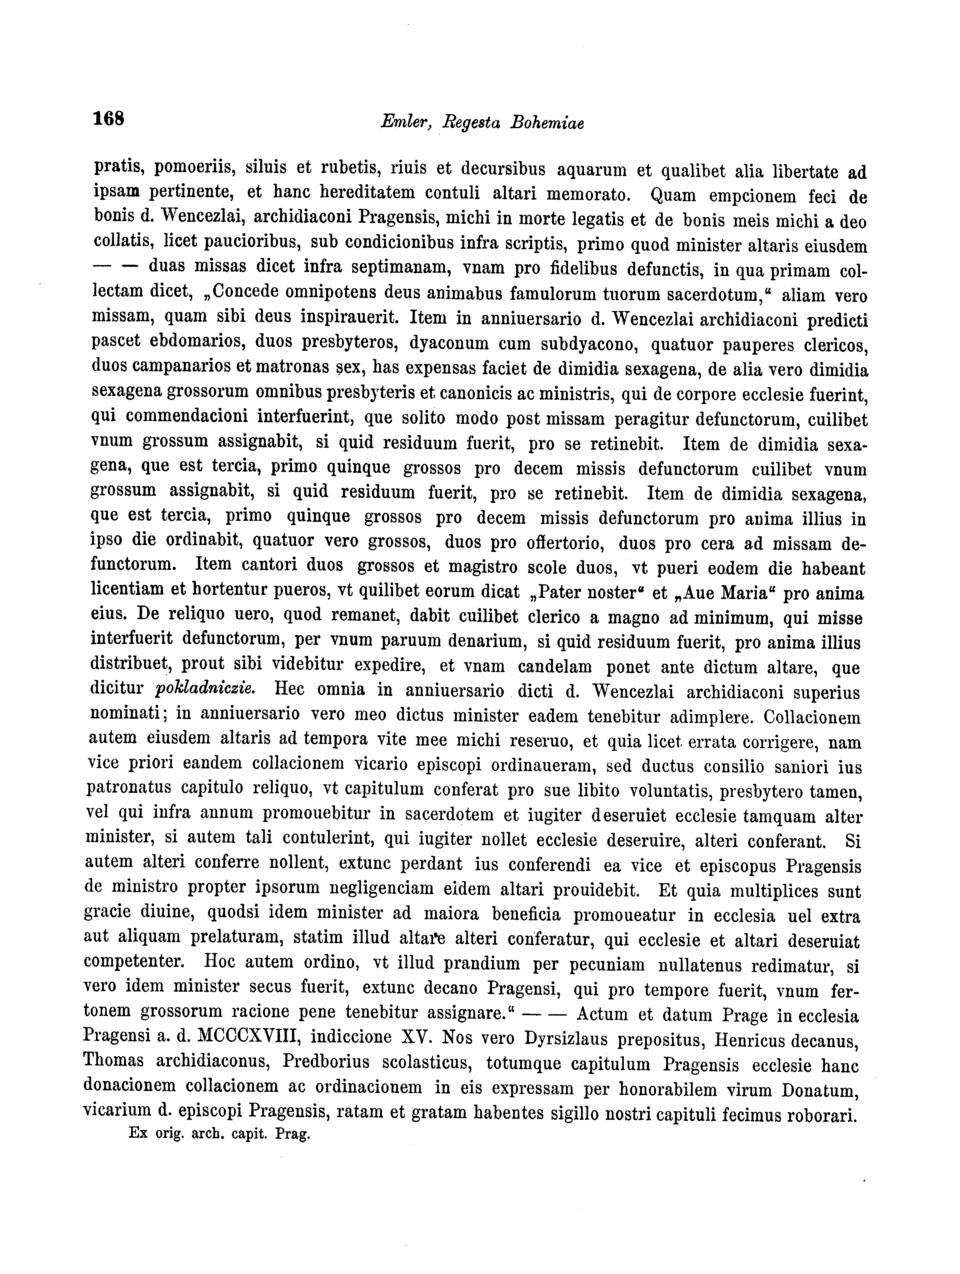 168 Emler, Regesta Bohemiae
pratis, pomoeriis, siluis et rubetis, riuis et decursibus aquarum et qualibet alia libertate ad
ipsam pertinente, et hanc hereditatem contuli altari memorato. Quam empcionem feci de
bonis d. Wencezlai, archidiaconi Pragensis, michi in morte legatis et de bonis meis michi a deo
collatis, licet paucioribus, sub condicionibus infra scriptis, primo quod minister altaris eiusdem
— — duas missas dicet infra septimanam, vnam pro fidelibus defunctis, in qua primam col-
lectam dicet, „Concede omnipotens deus animabus famulorum tuorum sacerdotum,“ aliam vero
missam, quam sibi deus inspirauerit. Item in anniuersario d. Wencezlai archidiaconi predicti
pascet ebdomarios, duos presbyteros, dyaconum cum subdyacono, quatuor pauperes clericos,
duos campanarios et matronas sex, has expensas faciet de dimidia sexagena, de alia vero dimidia
sexagena grossorum omnibus presbyteris et canonicis ac ministris, qui de corpore ecclesie fuerint,
qui commendacioni interfuerint, que solito modo post missam peragitur defunctorum, cuilibet
vnum grossum assignabit, si quid residuum fuerit, pro se retinebit. Item de dimidia sexa-
gena, que est tercia, primo quinque grossos pro decem missis defunctorum cuilibet vnum
grossum assignabit, si quid residuum fuerit, pro se retinebit. Item de dimidia sexagena,
que est tercia, primo quinque grossos pro decem missis defunctorum pro anima illius in
ipso die ordinabit, quatuor vero grossos, duos pro offertorio, duos pro cera ad missam de-
functorum. Item cantori duos grossos et magistro scole duos, vt pueri eodem die habeant
licentiam et hortentur pueros, vt quilibet eorum dicat „Pater noster“ et „Aue Maria“ pro anima
eius. De reliquo uero, quod remanet, dabit cuilibet clerico a magno ad minimum, qui misse
interfuerit defunctorum, per vnum paruum denarium, si quid residuum fuerit, pro anima illius
distribuet, prout sibi videbitur expedire, et vnam candelam ponet ante dictum altare, que
dicitur pokladniczie. Hec omnia in anniuersario dicti d. Wencezlai archidiaconi superius
nominati; in anniuersario vero meo dictus minister eadem tenebitur adimplere. Collacionem
autem eiusdem altaris ad tempora vite mee michi reseruo, et quia licet errata corrigere, nam
vice priori eandem collacionem vicario episcopi ordinaueram, sed ductus consilio saniori ius
patronatus capitulo reliquo, vt capitulum conferat pro sue libito voluntatis, presbytero tamen,
vel qui infra annum promouebitur in sacerdotem et iugiter deseruiet ecclesie tamquam alter
minister, si autem tali contulerint, qui iugiter nollet ecclesie deseruire, alteri conferant. Si
autem alteri conferre nollent, extunc perdant ius conferendi ea vice et episcopus Pragensis
de ministro propter ipsorum negligenciam eidem altari prouidebit. Et quia multiplices sunt
gracie diuine, quodsi idem minister ad maiora beneficia promoueatur in ecclesia uel extra
aut aliquam prelaturam, statim illud altare alteri conferatur, qui ecclesie et altari deseruiat
competenter. Hoc autem ordino, vt illud prandium per pecuniam nullatenus redimatur, si
vero idem minister secus fuerit, extunc decano Pragensi, qui pro tempore fuerit, vnum fer-
tonem grossorum racione pene tenebitur assignare.“ — — Actum et datum Prage in ecclesia
Pragensi a. d. MCCCXVIII, indiccione XV. Nos vero Dyrsizlaus prepositus, Henricus decanus,
Thomas archidiaconus, Predborius scolasticus, totumque capitulum Pragensis ecclesie hanc
donacionem collacionem ac ordinacionem in eis expressam per honorabilem virum Donatum,
vicarium d. episcopi Pragensis, ratam et gratam habentes sigillo nostri capituli fecimus roborari.
Ex orig. arch. capit. Prag.